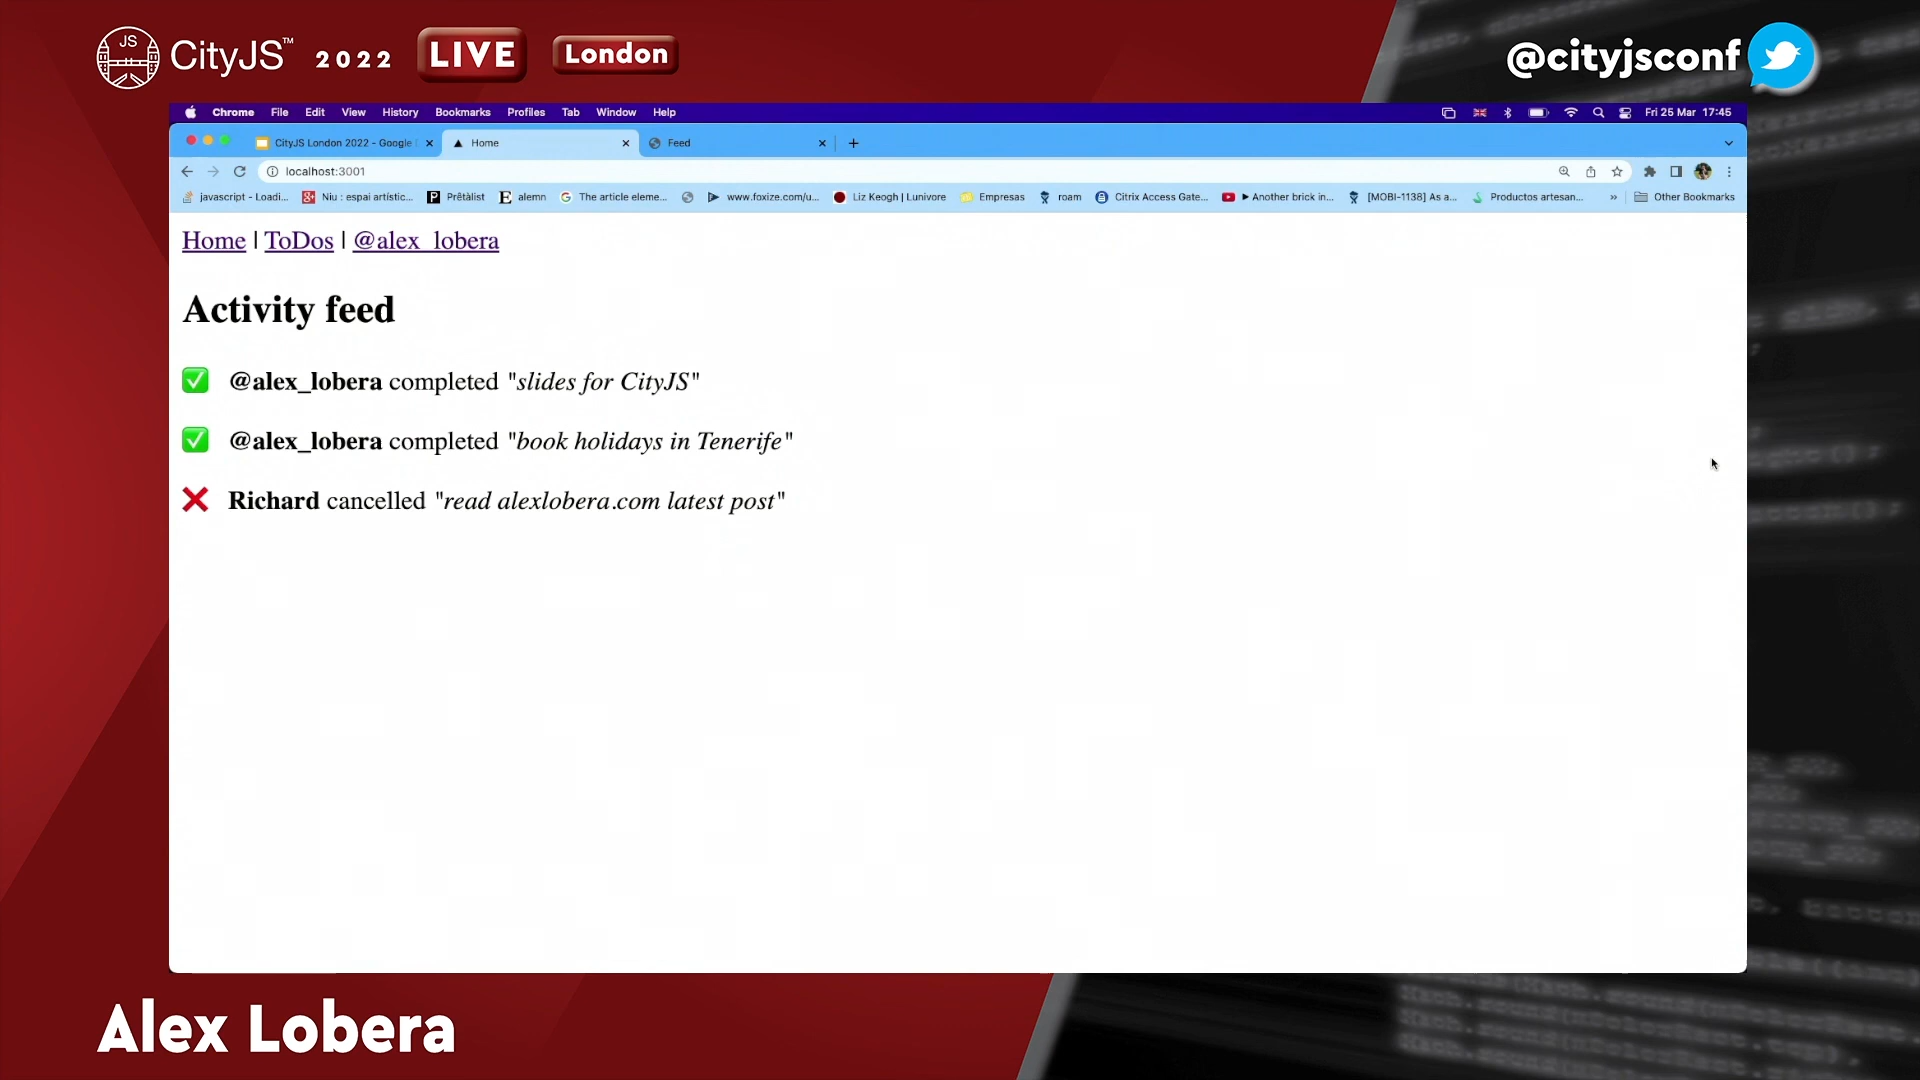 JS CityJS™ 2022 LIVE London
@cityjsconf
Chrome File Edit View History Bookmarks Profiles Tab Window Help Fri 25 Mar 17:45
CityJS London 2022 - Google Home Feed
localhost:3001
javascript - Loadi... Niu : espai artístic... Prêtàlist alemn The article eleme... www.foxize.com/u... Liz Keogh | Lunivore Empresas roam Citrix Access Gate... ► Another brick in... [MOBI-1138] As a... Productos artesan... » Other Bookmarks
Home | ToDos | @alex_lobera
Activity feed
✅ @alex_lobera completed "slides for CityJS"
✅ @alex_lobera completed "book holidays in Tenerife"
❌ Richard cancelled "read alexlobera.com latest post"
Alex Lobera